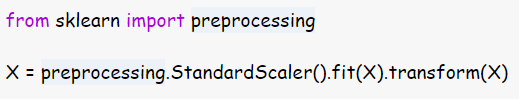 from sklearn import preprocessing
X = preprocessing.StandardScaler().fit(X).transform(X)